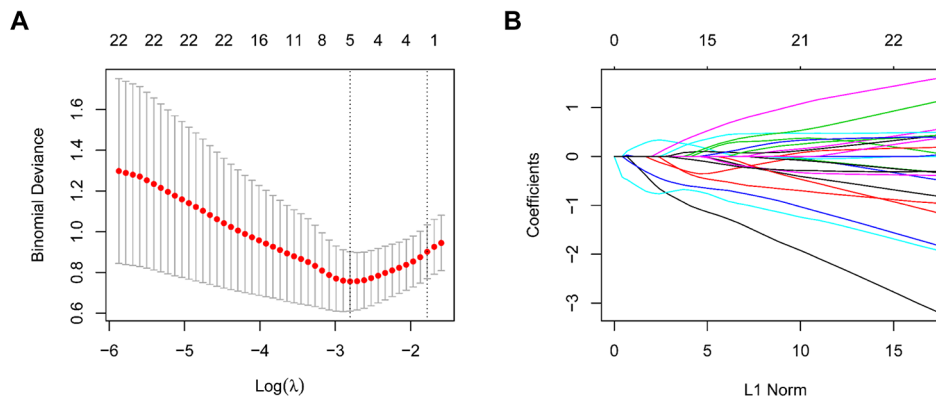 A
22 22 22 22 16 11 8 5 4 4 1
Binomial Deviance
1.6
1.4
1.2
1.0
0.8
0.6
−6 −5 −4 −3 −2
Log(λ)
B
0 15 21 22
Coefficients
1
0
−1
−2
−3
0 5 10 15
L1 Norm